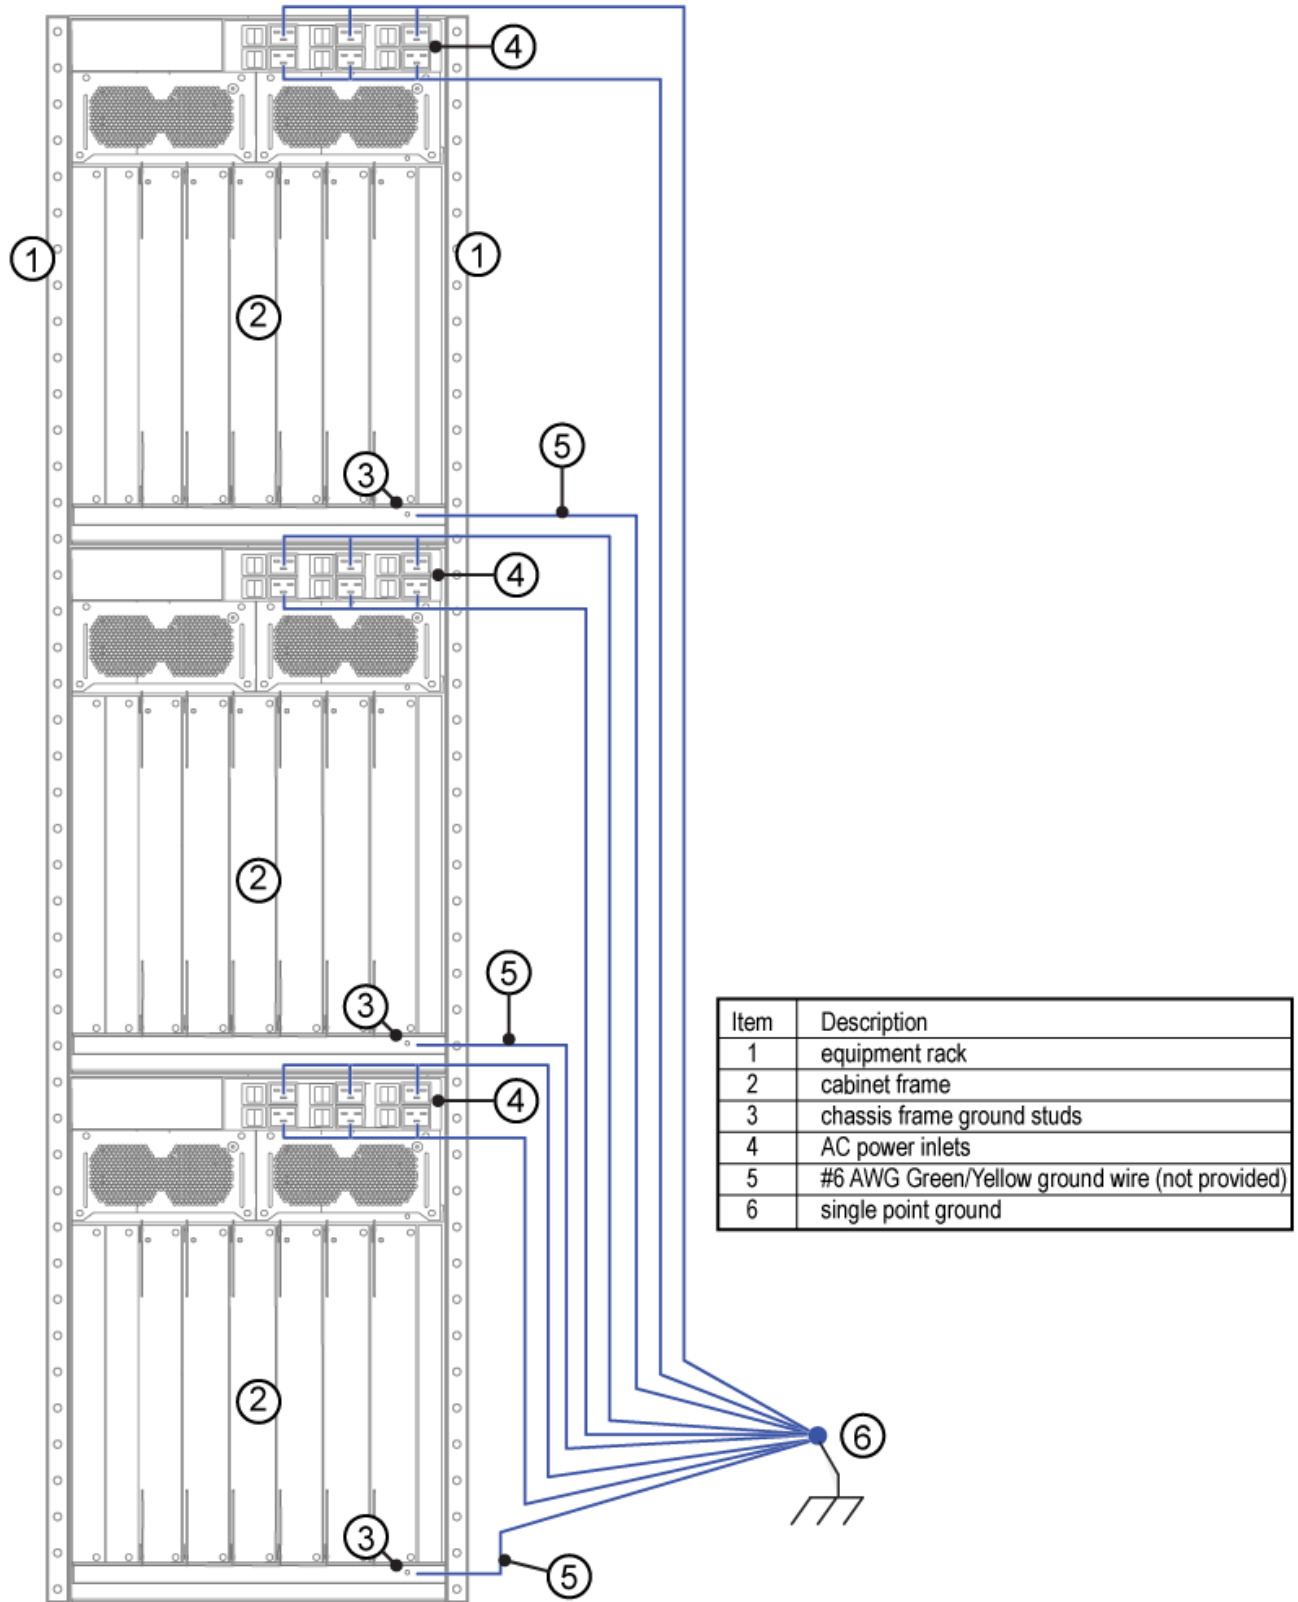 4
1
1
2
5
3
4
2
5
3
4
Item Description
1 equipment rack
2 cabinet frame
3 chassis frame ground studs
4 AC power inlets
5 #6 AWG Green/Yellow ground wire (not provided)
6 single point ground
2
6
3
5